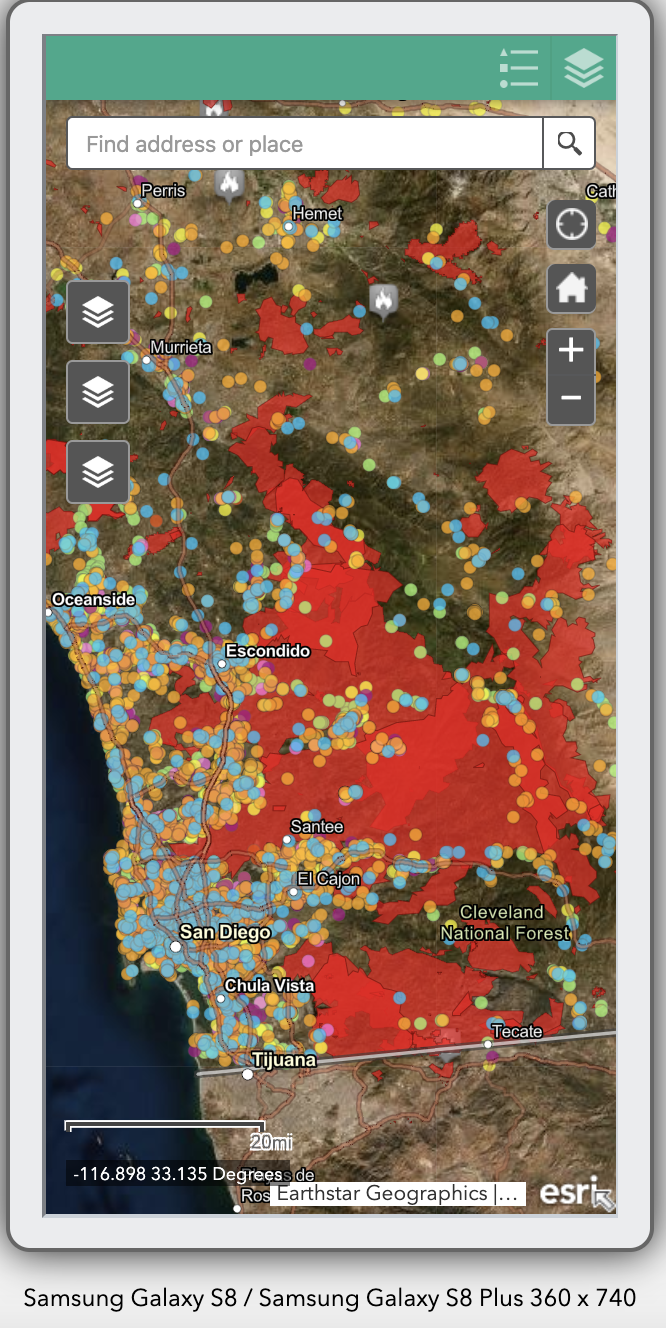 Find address or place
Perris
Hemet
Cath
Murrieta
Oceanside
Escondido
Santee
El Cajon
Cleveland
National Forest
San Diego
Chula Vista
Tecate
Tijuana
20mi
-116.898 33.135 Degrees
de
Ros
Earthstar Geographics |...
esri
Samsung Galaxy S8 / Samsung Galaxy S8 Plus 360 x 740